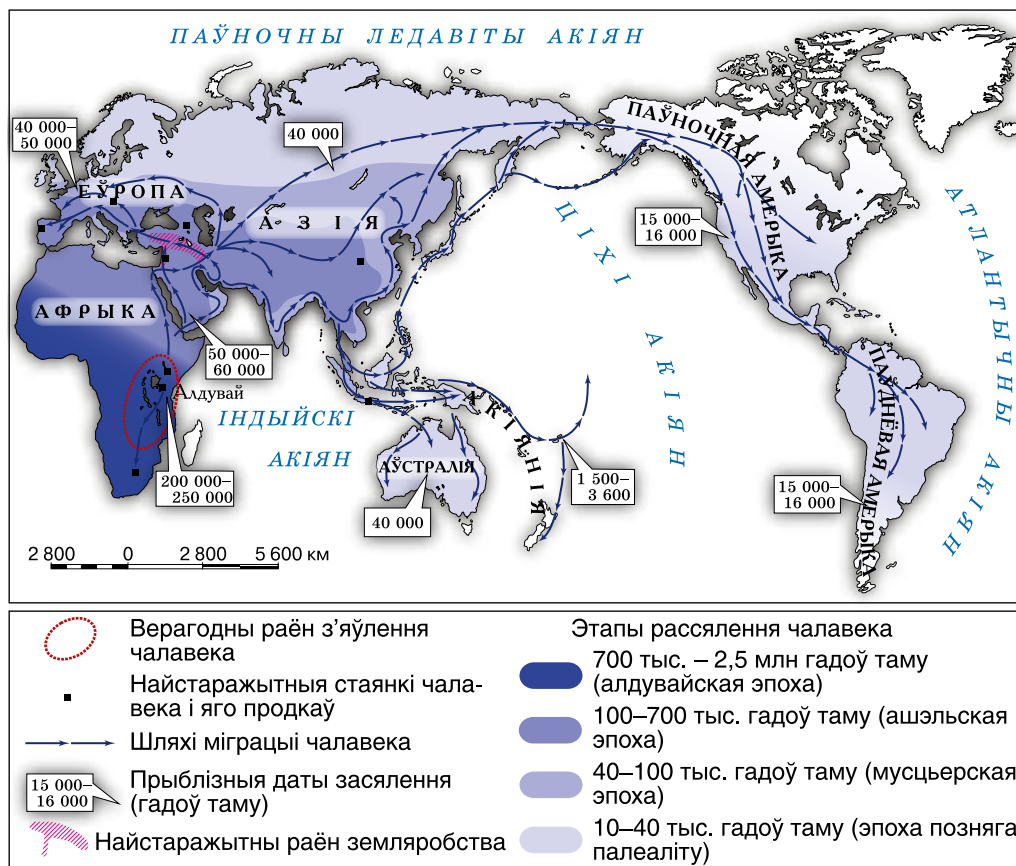 ПАЎНОЧНЫ ЛЕДАВІТЫ АКІЯН
40 000–
50 000
40 000
ПАЎНОЧНАЯ АМЕРЫКА
ЕЎРОПА
АЗІЯ
ЦІХІ АКІЯН
АТЛАНТЫЧНЫ АКІЯН
15 000–
16 000
АФРЫКА
50 000–
60 000
Алдувай
ІНДЫЙСКІ
АКІЯН
АКІЯНІЯ
ПАЎДНЁВАЯ АМЕРЫКА
АЎСТРАЛІЯ
200 000–
250 000
40 000
1 500–
3 600
15 000–
16 000
2 800 0 2 800 5 600 км
Верагодны раён з'яўлення
чалавека
Найстаражытныя стаянкі чала-
века і яго продкаў
Шляхі міграцыі чалавека
15 000–
16 000
Прыблізныя даты засялення
(гадоў таму)
Найстаражытны раён земляробства
Этапы рассялення чалавека
700 тыс. – 2,5 млн гадоў таму
(алдувайская эпоха)
100–700 тыс. гадоў таму (ашэльская
эпоха)
40–100 тыс. гадоў таму (мусцьерская
эпоха)
10–40 тыс. гадоў таму (эпоха позняга
палеаліту)